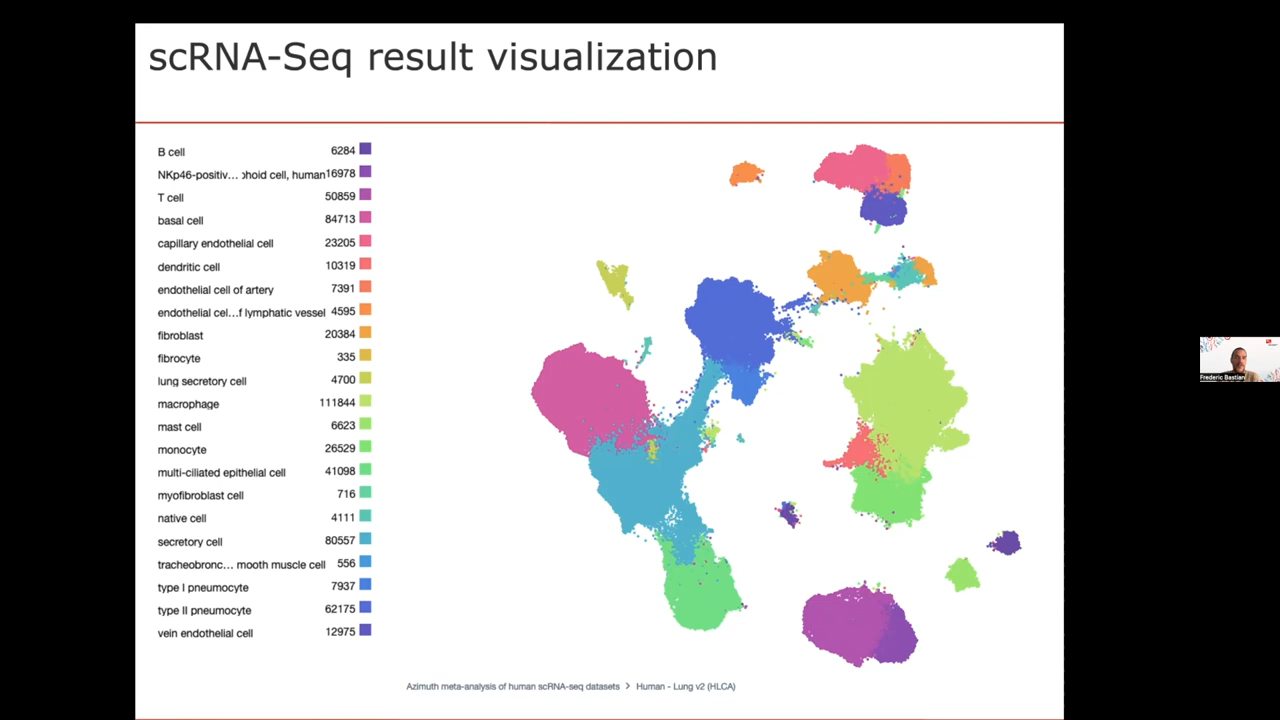 scRNA-Seq result visualization
B cell 6284
NKp46-positiv... ɔhoid cell, human 16978
T cell 50859
basal cell 84713
capillary endothelial cell 23205
dendritic cell 10319
endothelial cell of artery 7391
endothelial cel...f lymphatic vessel 4595
fibroblast 20384
fibrocyte 335
lung secretory cell 4700
macrophage 111844
mast cell 6623
monocyte 26529
multi-ciliated epithelial cell 41098
myofibroblast cell 716
native cell 4111
secretory cell 80557
tracheobronc... mooth muscle cell 556
type I pneumocyte 7937
type II pneumocyte 62175
vein endothelial cell 12975
Azimuth meta-analysis of human scRNA-seq datasets > Human - Lung v2 (HLCA)
Frederic Bastian